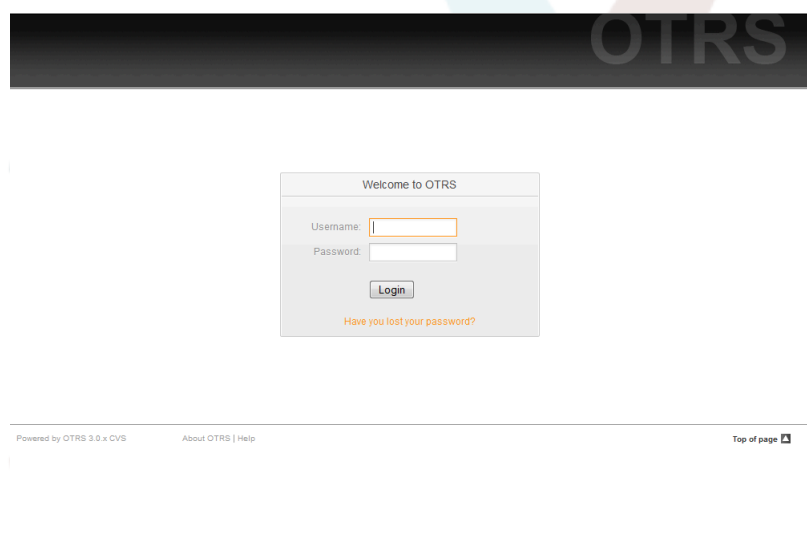 OTRS
Welcome to OTRS
Username:
Password:
Login
Have you lost your password?
Powered by OTRS 3.0.x CVS About OTRS | Help Top of page